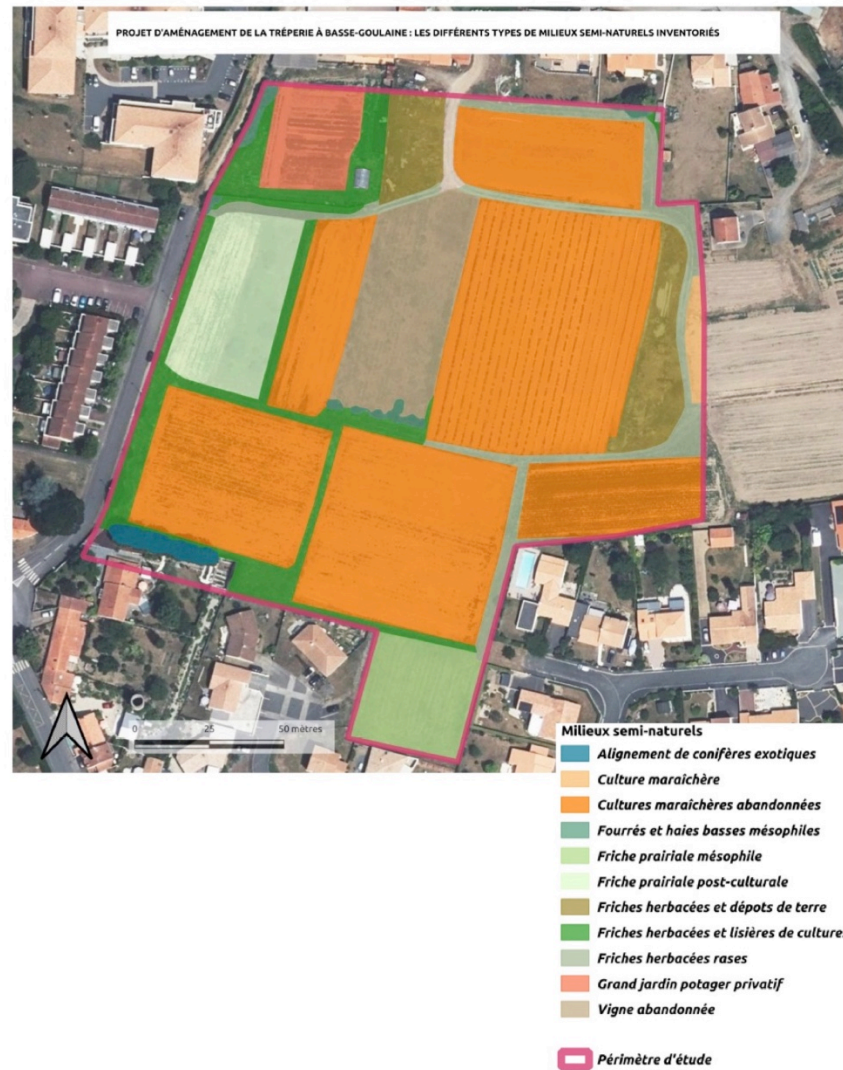 PROJET D'AMÉNAGEMENT DE LA TRÉPERIE À BASSE-GOULAINE : LES DIFFÉRENTS TYPES DE MILIEUX SEMI-NATURELS INVENTORIÉS
0 25 50 mètres
Milieux semi-naturels
Alignement de conifères exotiques
Culture maraîchère
Cultures maraîchères abandonnées
Fourrés et haies basses mésophiles
Friche prairiale mésophile
Friche prairiale post-culturale
Friches herbacées et dépots de terre
Friches herbacées et lisières de cultures
Friches herbacées rases
Grand jardin potager privatif
Vigne abandonnée
Périmètre d'étude